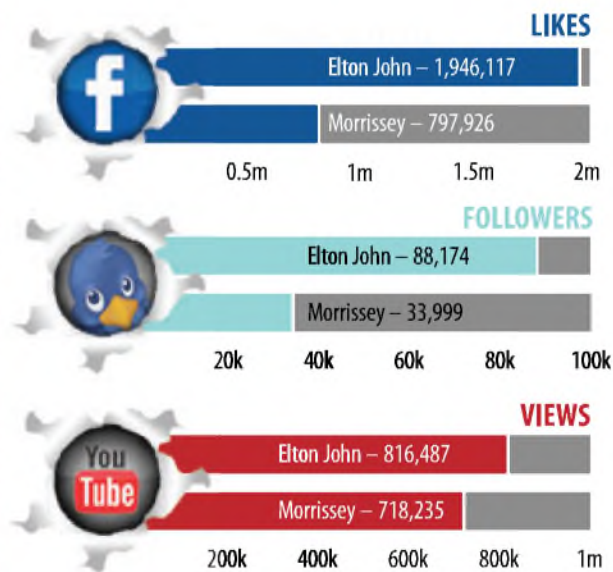 LIKES
f
Elton John – 1,946,117
Morrissey – 797,926
0.5m 1m 1.5m 2m
FOLLOWERS
Elton John – 88,174
Morrissey – 33,999
20k 40k 60k 80k 100k
VIEWS
You
Tube
Elton John – 816,487
Morrissey – 718,235
200k 400k 600k 800k 1m